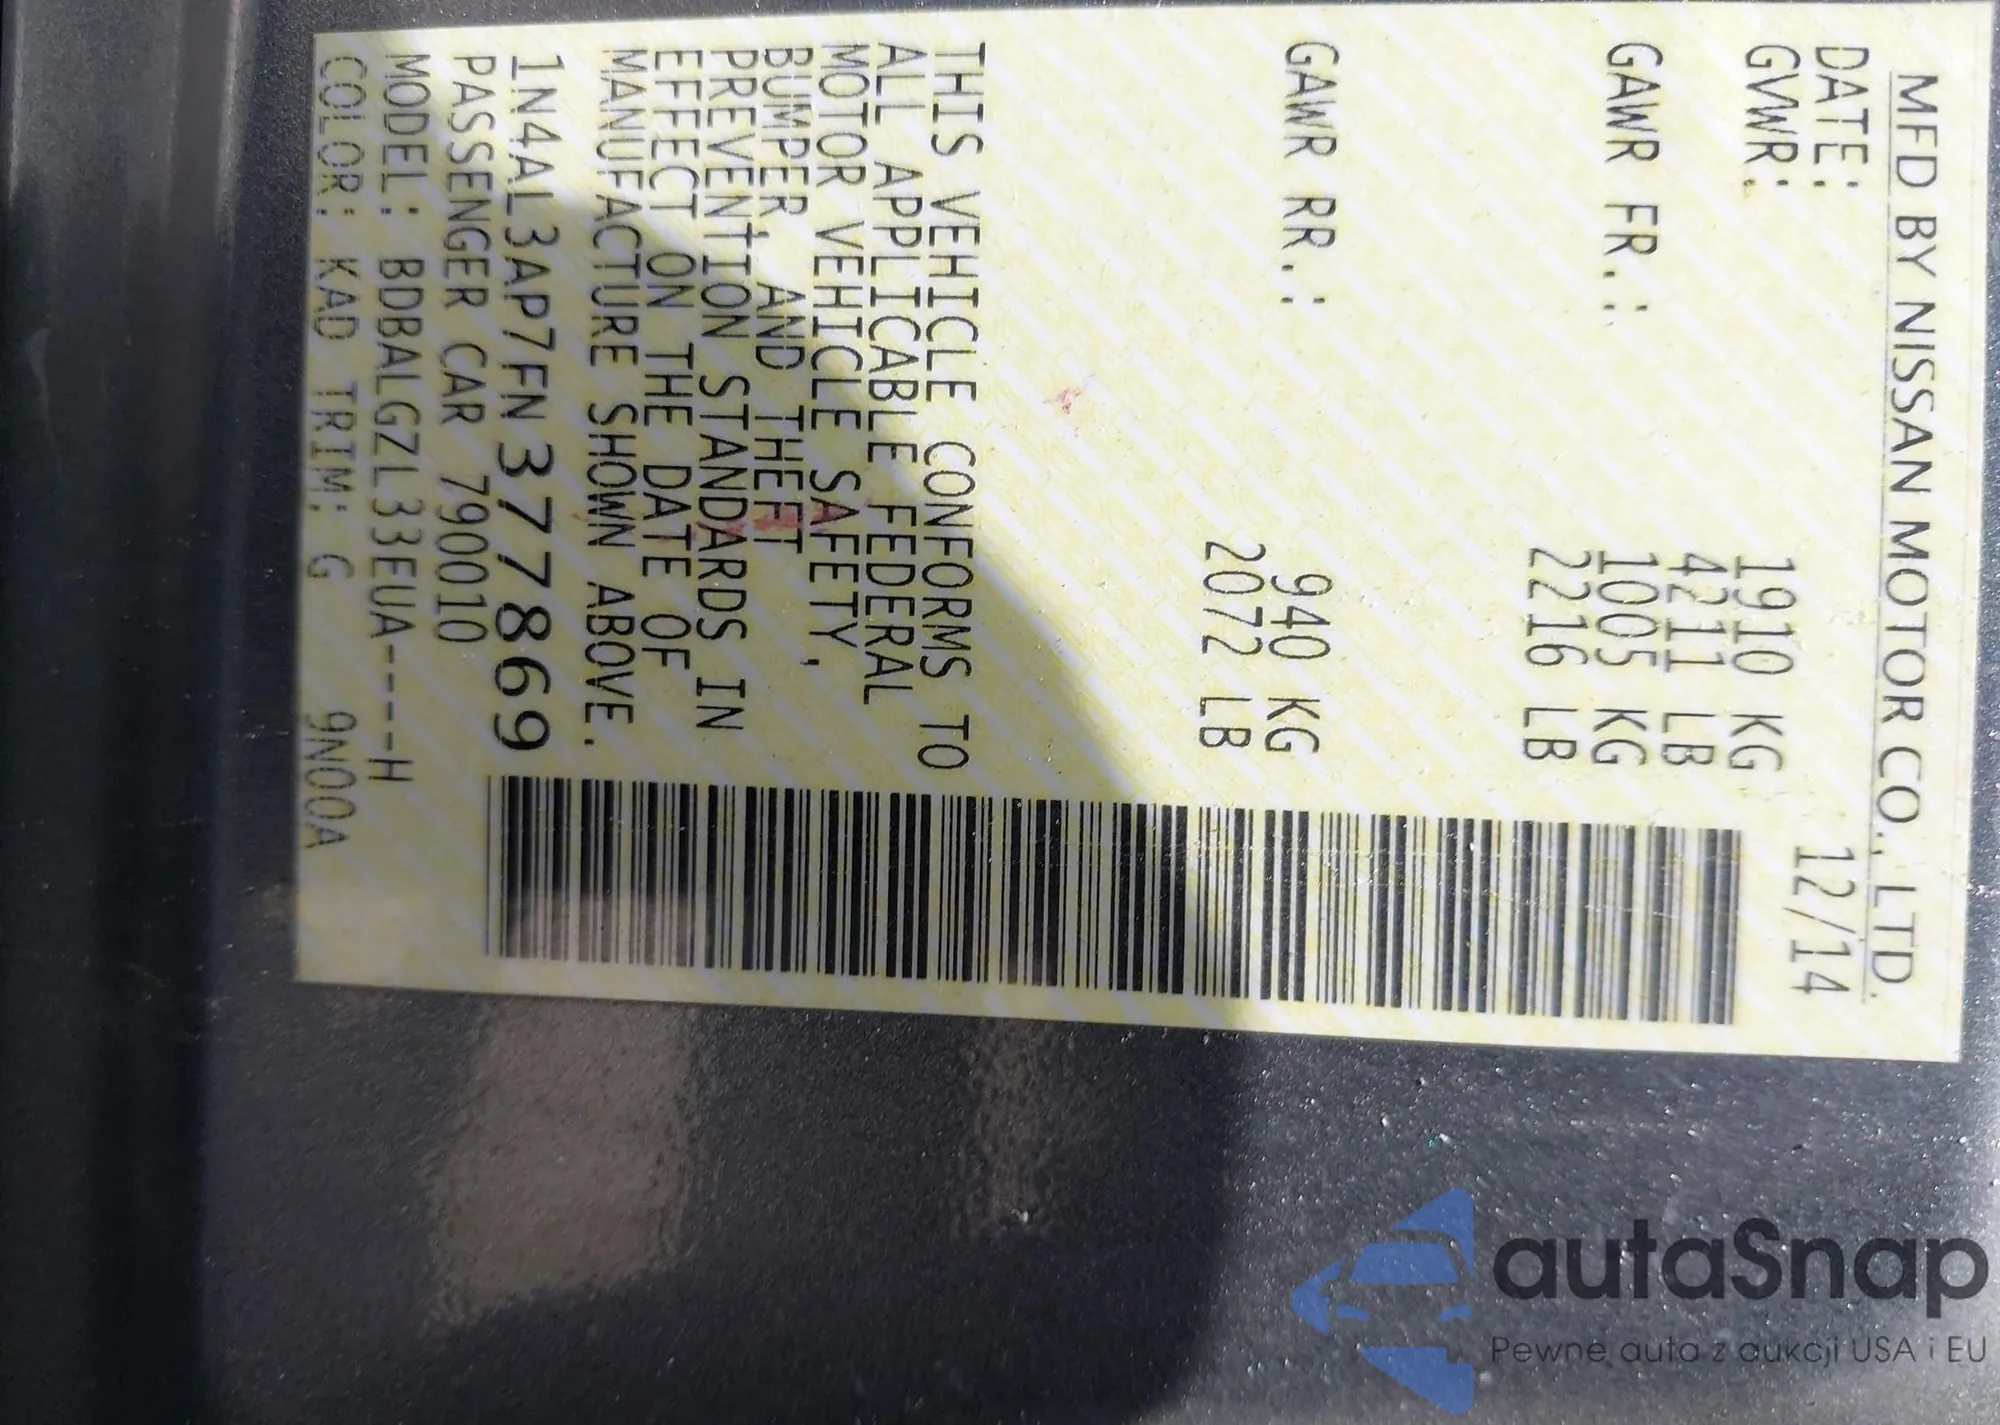 MFD BY NISSAN MOTOR CO., LTD.
DATE: 12/14
GVWR: 1910 KG
4211 LB
GAWR FR.: 1005 KG
2216 LB
GAWR RR.: 940 KG
2072 LB
THIS VEHICLE CONFORMS TO
ALL APPLICABLE FEDERAL
MOTOR VEHICLE SAFETY,
BUMPER, AND THEFT
PREVENTION STANDARDS IN
EFFECT ON THE DATE OF
MANUFACTURE SHOWN ABOVE.
1N4AL3AP7FN377869
PASSENGER CAR 790010
MODEL: BDBALGZL33EUA----H
COLOR: KAD TRIM: G 9N00A
autaSnap
Pewne auta z aukcji USA i EU